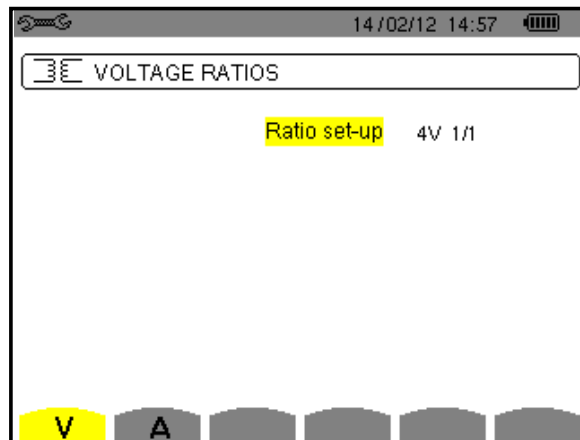 14/02/12 14:57
VOLTAGE RATIOS
Ratio set-up 4V 1/1
V A